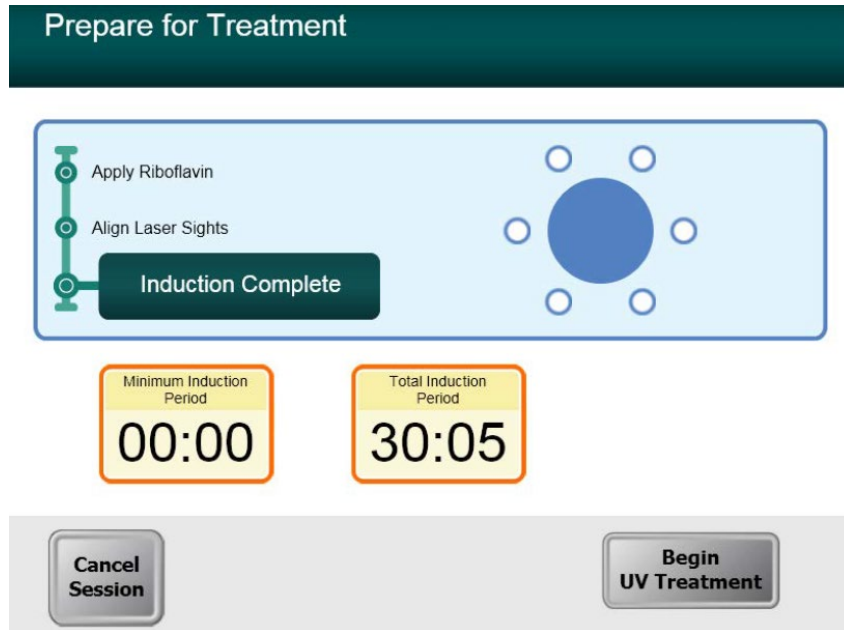 Prepare for Treatment
Apply Riboflavin
Align Laser Sights
Induction Complete
Minimum Induction
Period
00:00
Total Induction
Period
30:05
Cancel
Session
Begin
UV Treatment